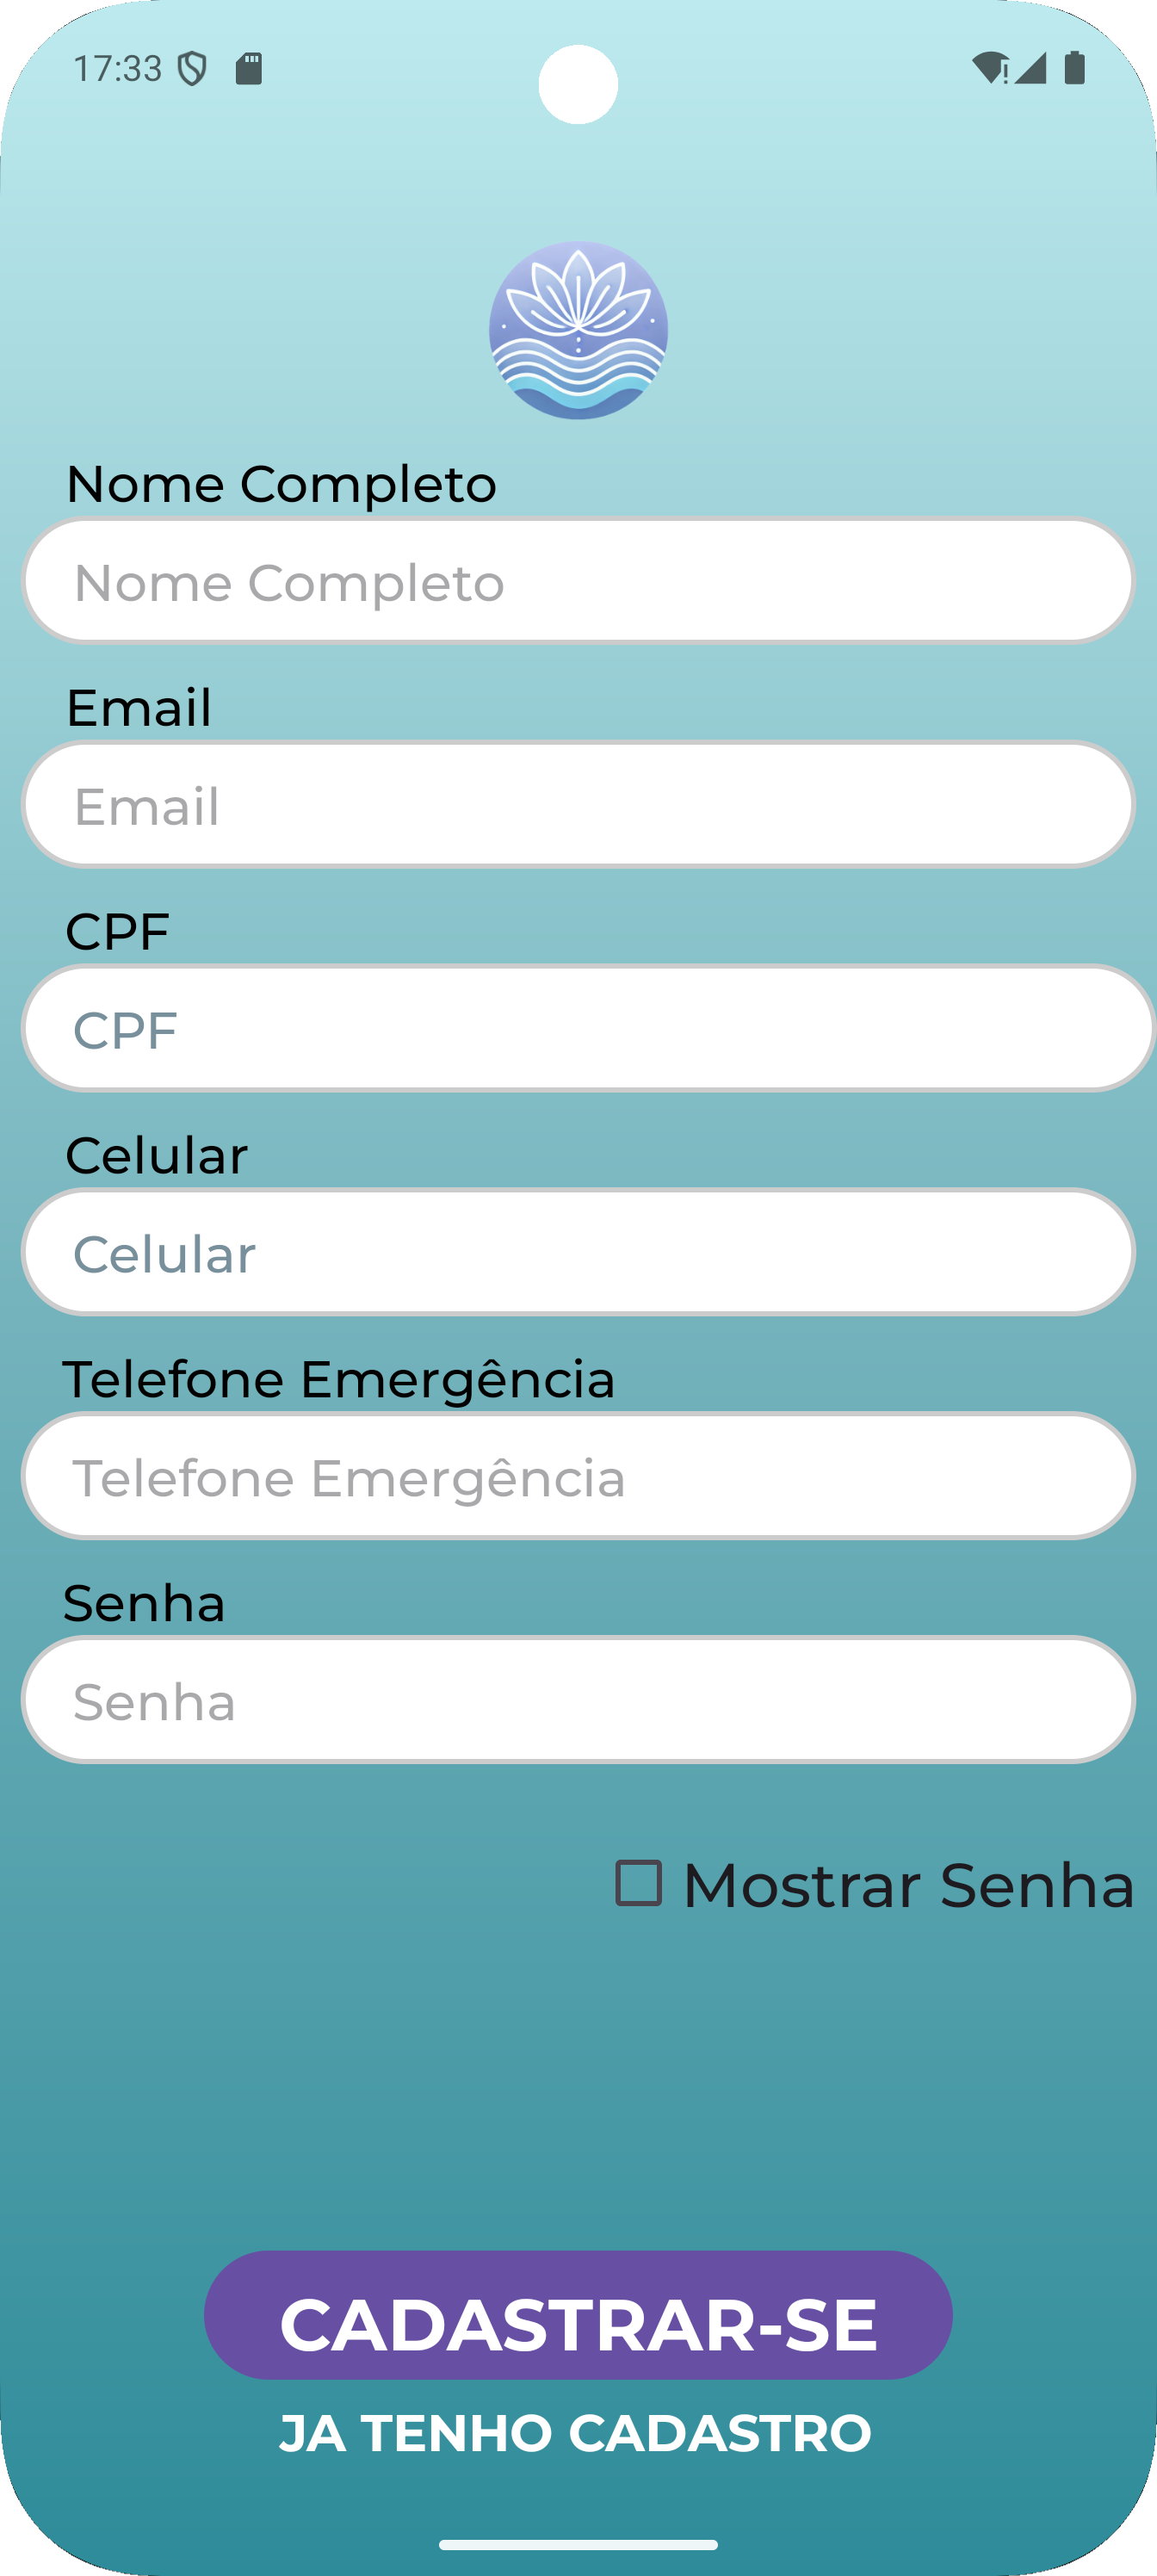 17:33
Nome Completo
Nome Completo
Email
Email
CPF
CPF
Celular
Celular
Telefone Emergência
Telefone Emergência
Senha
Senha
Mostrar Senha
CADASTRAR-SE
JA TENHO CADASTRO